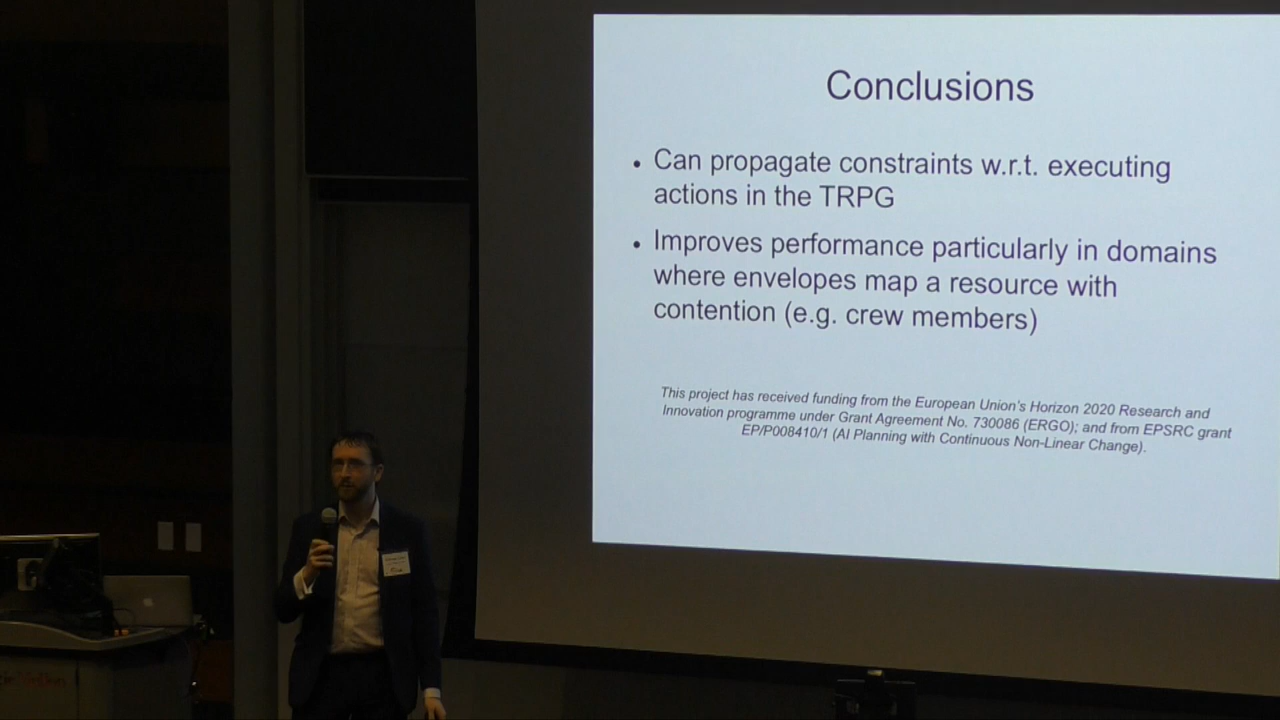 Conclusions
• Can propagate constraints w.r.t. executing
actions in the TRPG
• Improves performance particularly in domains
where envelopes map a resource with
contention (e.g. crew members)
This project has received funding from the European Union's Horizon 2020 Research and
Innovation programme under Grant Agreement No. 730086 (ERGO); and from EPSRC grant
EP/P008410/1 (AI Planning with Continuous Non-Linear Change).